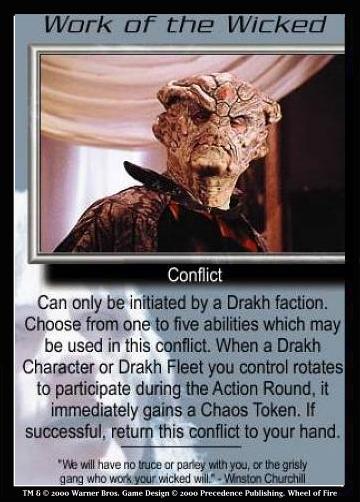 Work of the Wicked
Conflict
Can only be initiated by a Drakh faction.
Choose from one to five abilities which may
be used in this conflict. When a Drakh
Character or Drakh Fleet you control rotates
to participate during the Action Round, it
immediately gains a Chaos Token. If
successful, return this conflict to your hand.
"We will have no truce or parley with you, or the grisly
gang who work your wicked will." - Winston Churchill
TM & © 2000 Warner Bros. Game Design © 2000 Precedence Publishing. Wheel of Fire